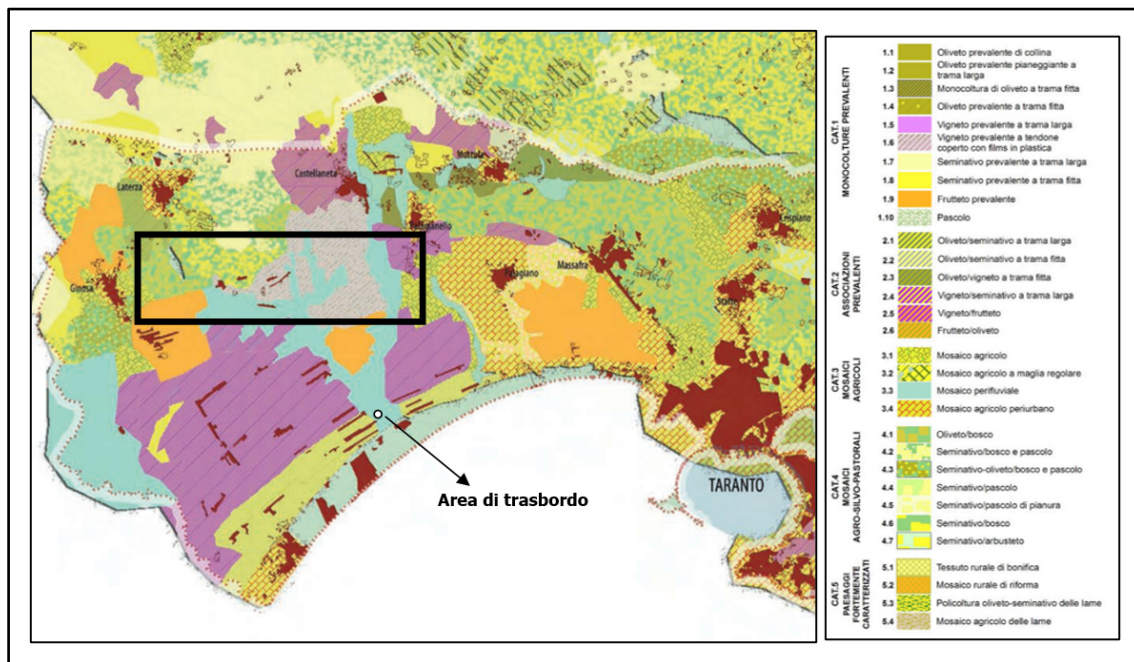 Laterza
Castellaneta
Mottola
Crispiano
Ginosa
Palagiano
Massafra
Statte
Area di trasbordo
TARANTO
CAT.1
MONOCOLTURE PREVALENTI
1.1 Oliveto prevalente di collina
1.2 Oliveto prevalente pianeggiante a
trama larga
1.3 Monocoltura di oliveto a trama fitta
1.4 Oliveto prevalente a trama fitta
1.5 Vigneto prevalente a trama larga
1.6 Vigneto prevalente a tendone
coperto con films in plastica
1.7 Seminativo prevalente a trama larga
1.8 Seminativo prevalente a trama fitta
1.9 Frutteto prevalente
1.10 Pascolo
CAT.2
ASSOCIAZIONI
PREVALENTI
2.1 Oliveto/seminativo a trama larga
2.2 Oliveto/seminativo a trama fitta
2.3 Oliveto/vigneto a trama fitta
2.4 Vigneto/seminativo a trama larga
2.5 Vigneto/frutteto
2.6 Frutteto/oliveto
CAT.3
MOSAICI
AGRICOLI
3.1 Mosaico agricolo
3.2 Mosaico agricolo a maglia regolare
3.3 Mosaico perifluviale
3.4 Mosaico agricolo periurbano
CAT.4
MOSAICI
AGRO-SILVO-PASTORALI
4.1 Oliveto/bosco
4.2 Seminativo/bosco e pascolo
4.3 Seminativo-oliveto/bosco e pascolo
4.4 Seminativo/pascolo
4.5 Seminativo/pascolo di pianura
4.6 Seminativo/bosco
4.7 Seminativo/arbusteto
CAT.5
PAESAGGI
FORTEMENTE
CARATTERIZZATI
5.1 Tessuto rurale di bonifica
5.2 Mosaico rurale di riforma
5.3 Policoltura oliveto-seminativo delle lame
5.4 Mosaico agricolo delle lame